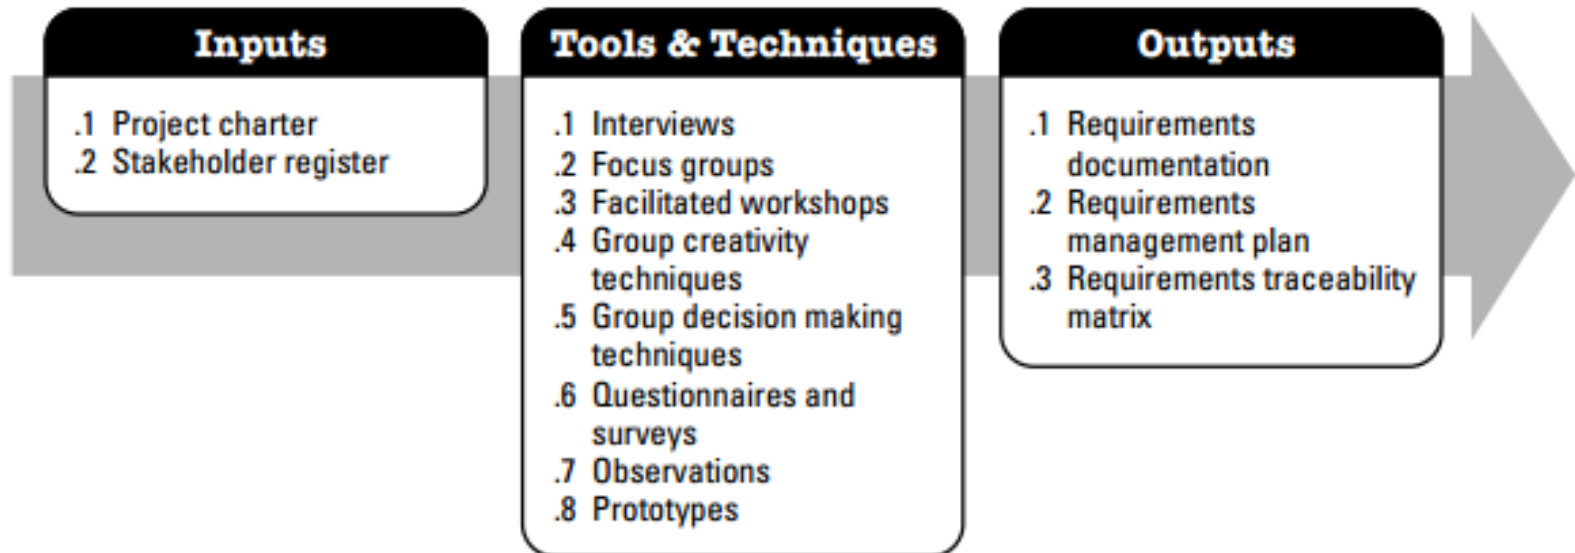 Inputs
.1 Project charter
.2 Stakeholder register
Tools & Techniques
.1 Interviews
.2 Focus groups
.3 Facilitated workshops
.4 Group creativity
techniques
.5 Group decision making
techniques
.6 Questionnaires and
surveys
.7 Observations
.8 Prototypes
Outputs
.1 Requirements
documentation
.2 Requirements
management plan
.3 Requirements traceability
matrix